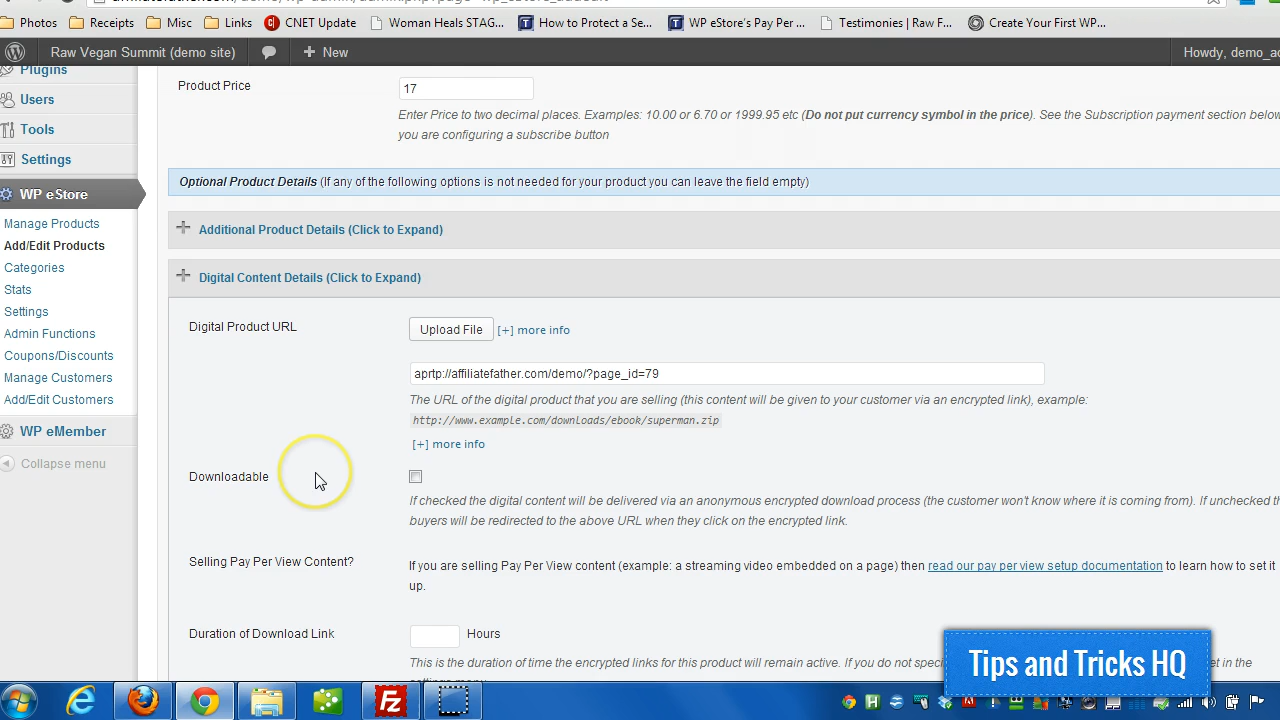 Photos
Receipts
Misc
Links
CNET Update
Woman Heals STAG...
How to Protect a Se...
WP eStore's Pay Per ...
Testimonies | Raw F...
Create Your First WP...
Raw Vegan Summit (demo site)
New
Howdy, demo_ac
Plugins
Users
Tools
Settings
WP eStore
Manage Products
Add/Edit Products
Categories
Stats
Settings
Admin Functions
Coupons/Discounts
Manage Customers
Add/Edit Customers
WP eMember
Collapse menu
Product Price
17
Enter Price to two decimal places. Examples: 10.00 or 6.70 or 1999.95 etc (Do not put currency symbol in the price). See the Subscription payment section below
you are configuring a subscribe button
Optional Product Details (If any of the following options is not needed for your product you can leave the field empty)
Additional Product Details (Click to Expand)
Digital Content Details (Click to Expand)
Digital Product URL
Upload File
[+] more info
aprtp://affiliatefather.com/demo/?page_id=79
The URL of the digital product that you are selling (this content will be given to your customer via an encrypted link), example:
http://www.example.com/downloads/ebook/superman.zip
[+] more info
Downloadable
If checked the digital content will be delivered via an anonymous encrypted download process (the customer won't know where it is coming from). If unchecked the
buyers will be redirected to the above URL when they click on the encrypted link.
Selling Pay Per View Content?
If you are selling Pay Per View content (example: a streaming video embedded on a page) then read our pay per view setup documentation to learn how to set it
up.
Duration of Download Link
Hours
This is the duration of time the encrypted links for this product will remain active. If you do not speci
et in the
Tips and Tricks HQ